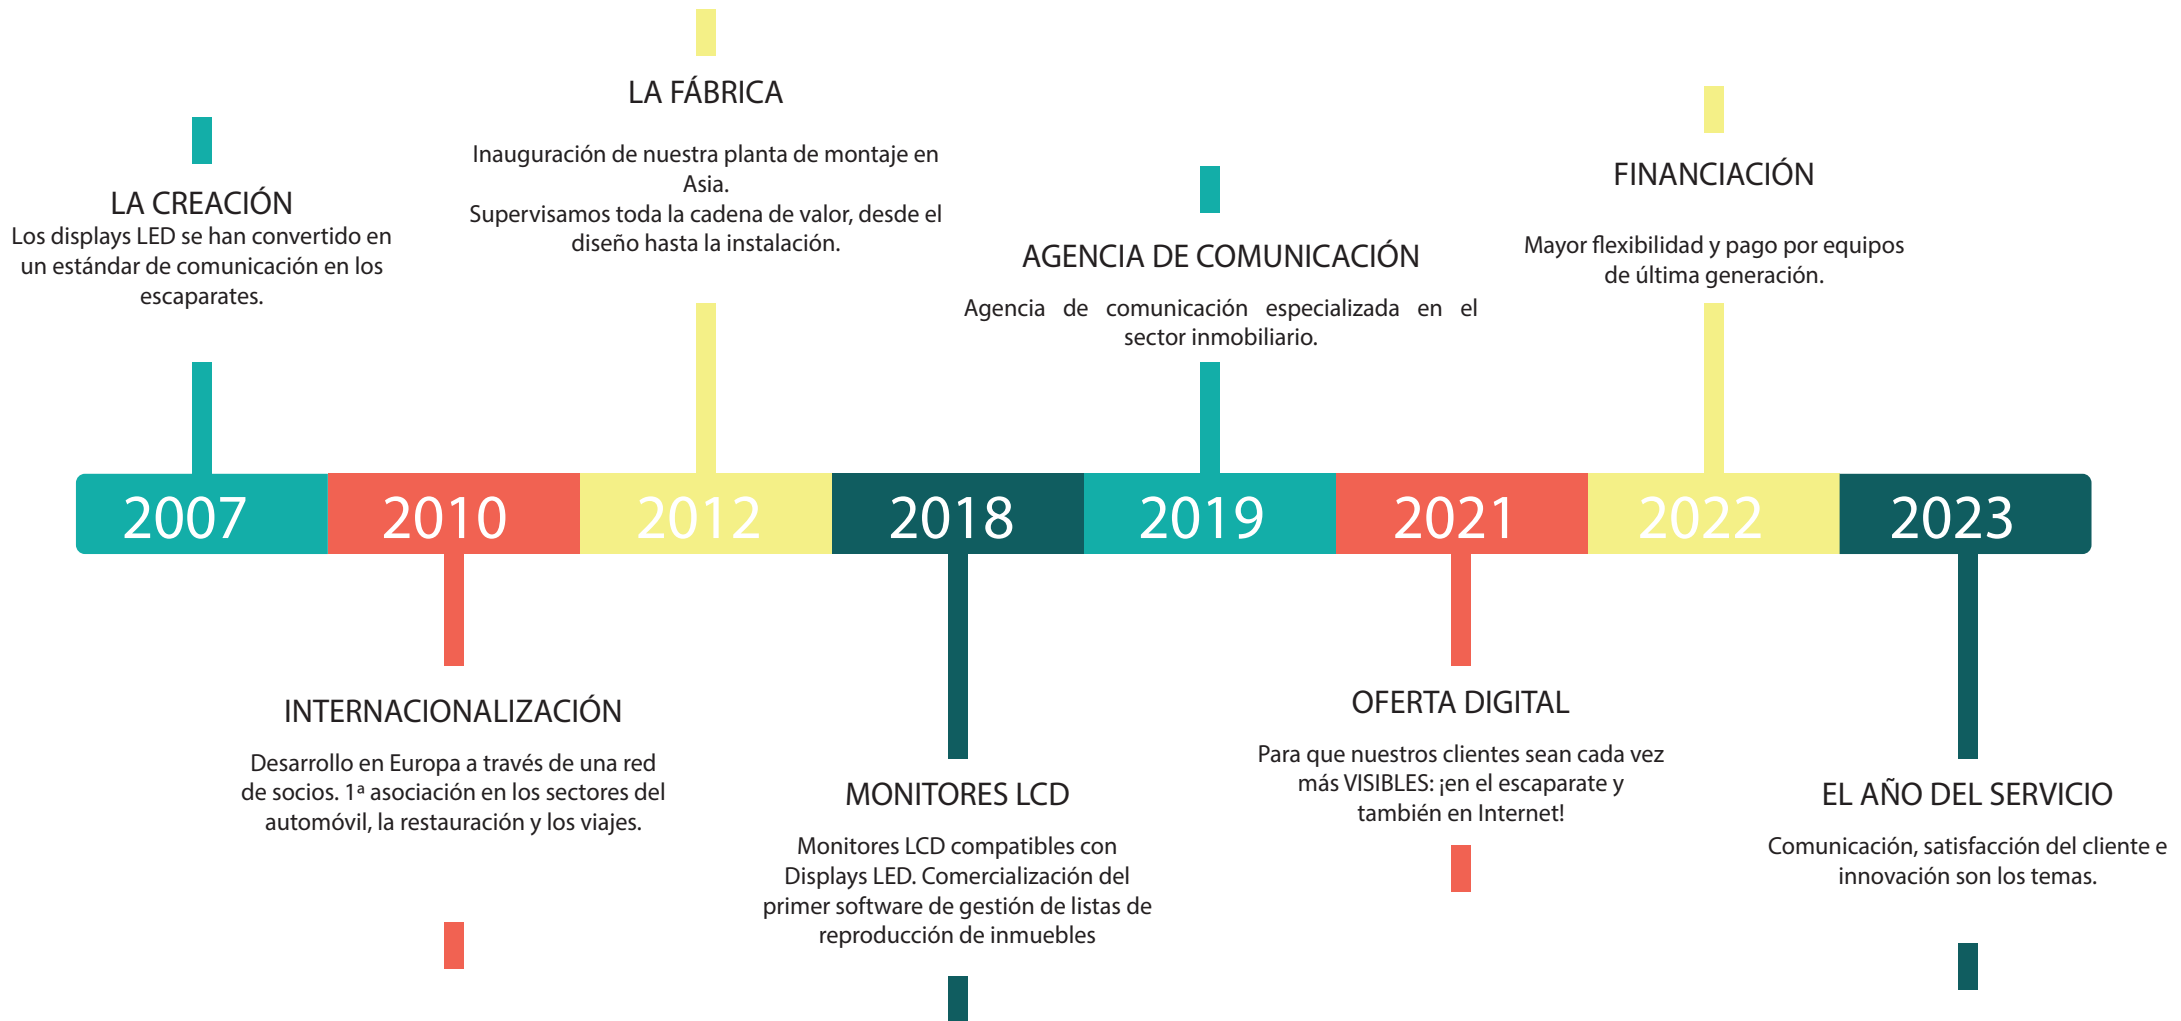 LA FÁBRICA
Inauguración de nuestra planta de montaje en
Asia.
Supervisamos toda la cadena de valor, desde el
diseño hasta la instalación.
LA CREACIÓN
Los displays LED se han convertido en
un estándar de comunicación en los
escaparates.
AGENCIA DE COMUNICACIÓN
Agencia de comunicación especializada en el
sector inmobiliario.
FINANCIACIÓN
Mayor flexibilidad y pago por equipos
de última generación.
2007
2010
2012
2018
2019
2021
2022
2023
INTERNACIONALIZACIÓN
Desarrollo en Europa a través de una red
de socios. 1ª asociación en los sectores del
automóvil, la restauración y los viajes.
MONITORES LCD
Monitores LCD compatibles con
Displays LED. Comercialización del
primer software de gestión de listas de
reproducción de inmuebles
OFERTA DIGITAL
Para que nuestros clientes sean cada vez
más VISIBLES: ¡en el escaparate y
también en Internet!
EL AÑO DEL SERVICIO
Comunicación, satisfacción del cliente e
innovación son los temas.